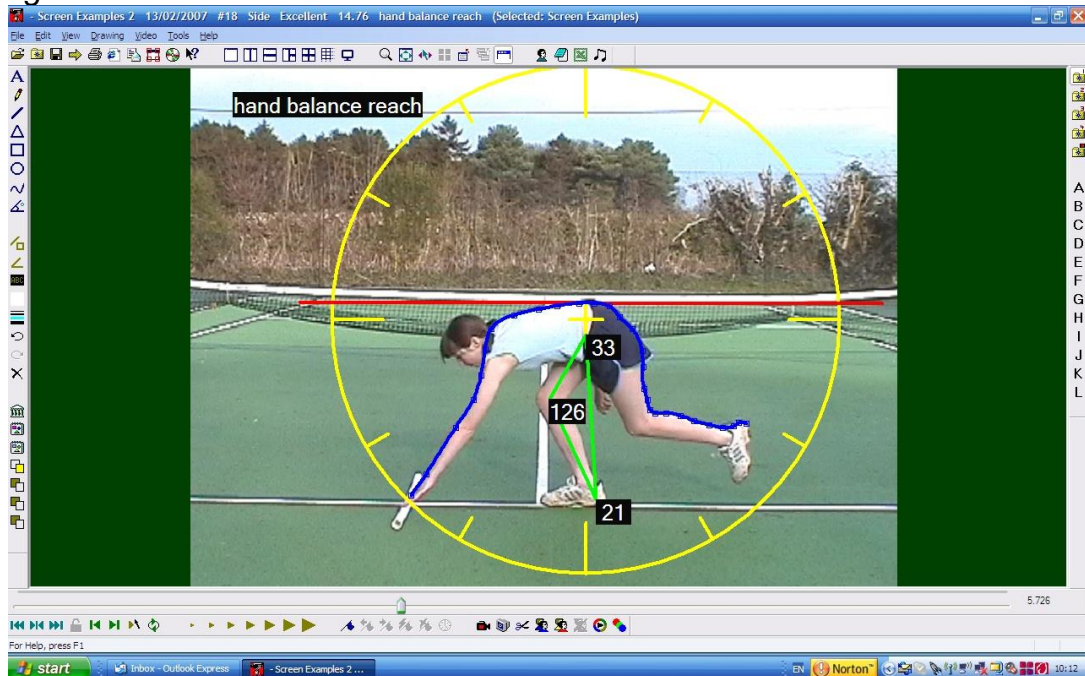 - Screen Examples 2 13/02/2007 #18 Side Excellent 14.76 hand balance reach (Selected: Screen Examples)
File Edit View Drawing Video Tools Help
A
ABC
hand balance reach
33
126
21
A
B
C
D
E
F
G
H
I
J
K
L
5.726
For Help, press F1
start
Inbox - Outlook Express
- Screen Examples 2 ...
EN
Norton™
10:12